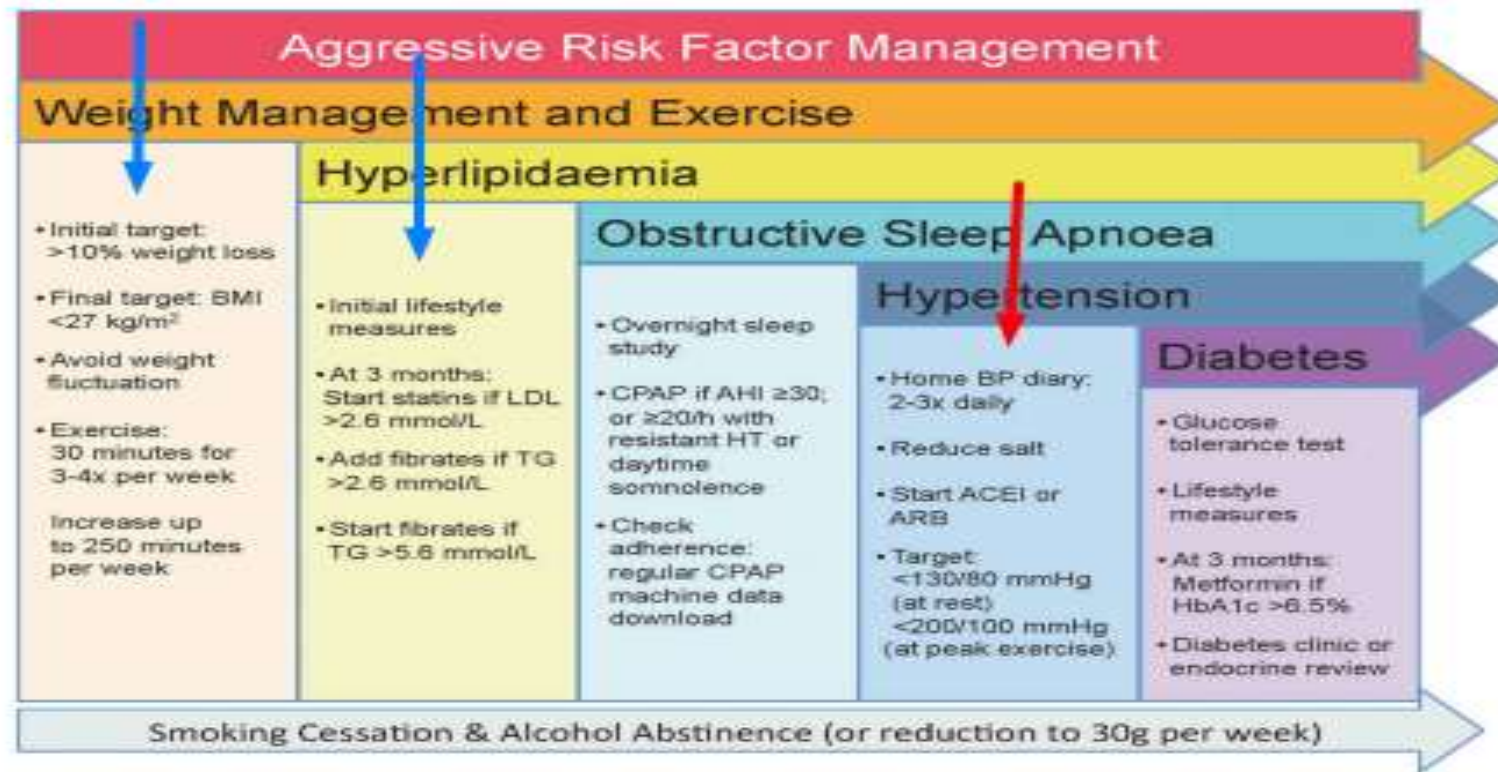 Aggressive Risk Factor Management
Weight Management and Exercise
• Initial target:
>10% weight loss
• Final target: BMI
<27 kg/m²
• Avoid weight
fluctuation
• Exercise:
30 minutes for
3-4x per week
Increase up
to 250 minutes
per week
Hyperlipidaemia
• Initial lifestyle
measures
• At 3 months:
Start statins if LDL
>2.6 mmol/L
• Add fibrates if TG
>2.6 mmol/L
• Start fibrates if
TG >5.6 mmol/L
Obstructive Sleep Apnoea
• Overnight sleep
study
• CPAP if AHI ≥30;
or ≥20/h with
resistant HT or
daytime
somnolence
• Check
adherence:
regular CPAP
machine data
download
Hypertension
• Home BP diary:
2-3x daily
• Reduce salt
• Start ACEI or
ARB
• Target:
<130/80 mmHg
(at rest)
<200/100 mmHg
(at peak exercise)
Diabetes
• Glucose
tolerance test
• Lifestyle
measures
• At 3 months:
Metformin if
HbA1c >6.5%
• Diabetes clinic or
endocrine review
Smoking Cessation & Alcohol Abstinence (or reduction to 30g per week)